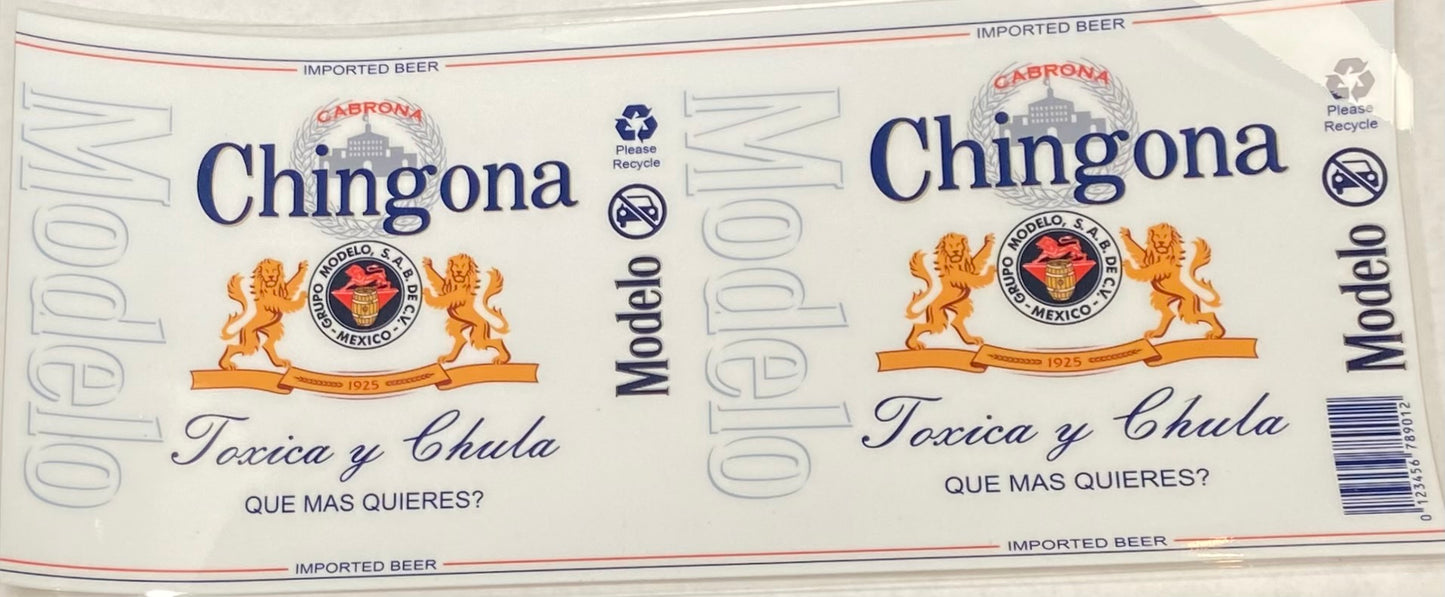 IMPORTED BEER
Modelo
CABRONA
Chingona
GRUPO MODELO, S.A.B. DE C.V. - MEXICO -
1925
Toxica y Chula
QUE MAS QUIERES?
IMPORTED BEER
Please
Recycle
Modelo
IMPORTED BEER
Modelo
CABRONA
Chingona
GRUPO MODELO, S.A.B. DE C.V. - MEXICO -
1925
Toxica y Chula
QUE MAS QUIERES?
IMPORTED BEER
Please
Recycle
Modelo
0 123456 789012